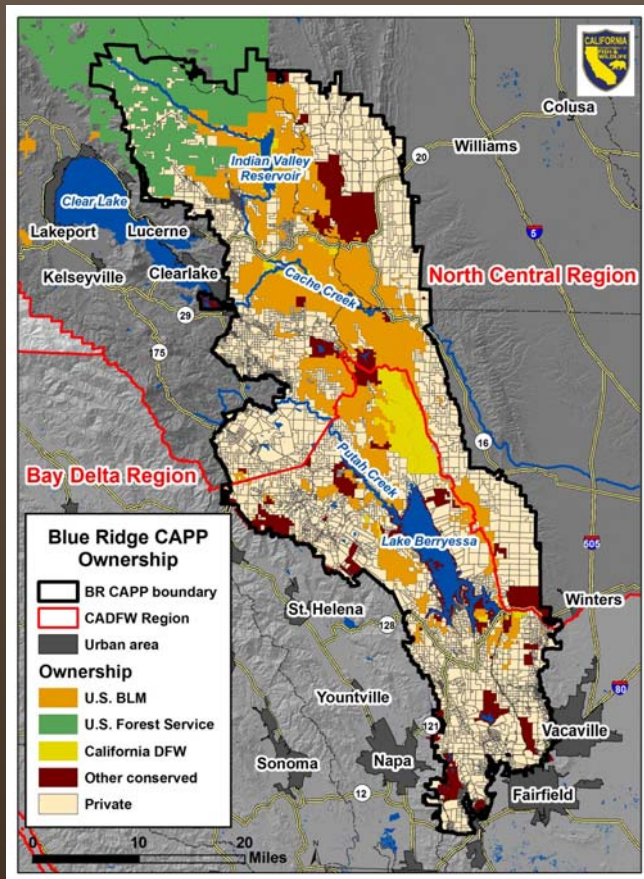 CALIFORNIA
FISH &
WILDLIFE
Colusa
Williams
20
Indian Valley
Reservoir
Clear Lake
5
Lakeport
Lucerne
Clearlake
Kelseyville
Cache Creek
North Central Region
29
175
16
Bay Delta Region
Putah Creek
Lake Berryessa
505
Blue Ridge CAPP
Ownership
BR CAPP boundary
CADFW Region
Urban area
Ownership
U.S. BLM
U.S. Forest Service
California DFW
Other conserved
Private
Winters
St. Helena
128
80
Yountville
121
Vacaville
Sonoma
Napa
12
Fairfield
0 10 20
Miles
N